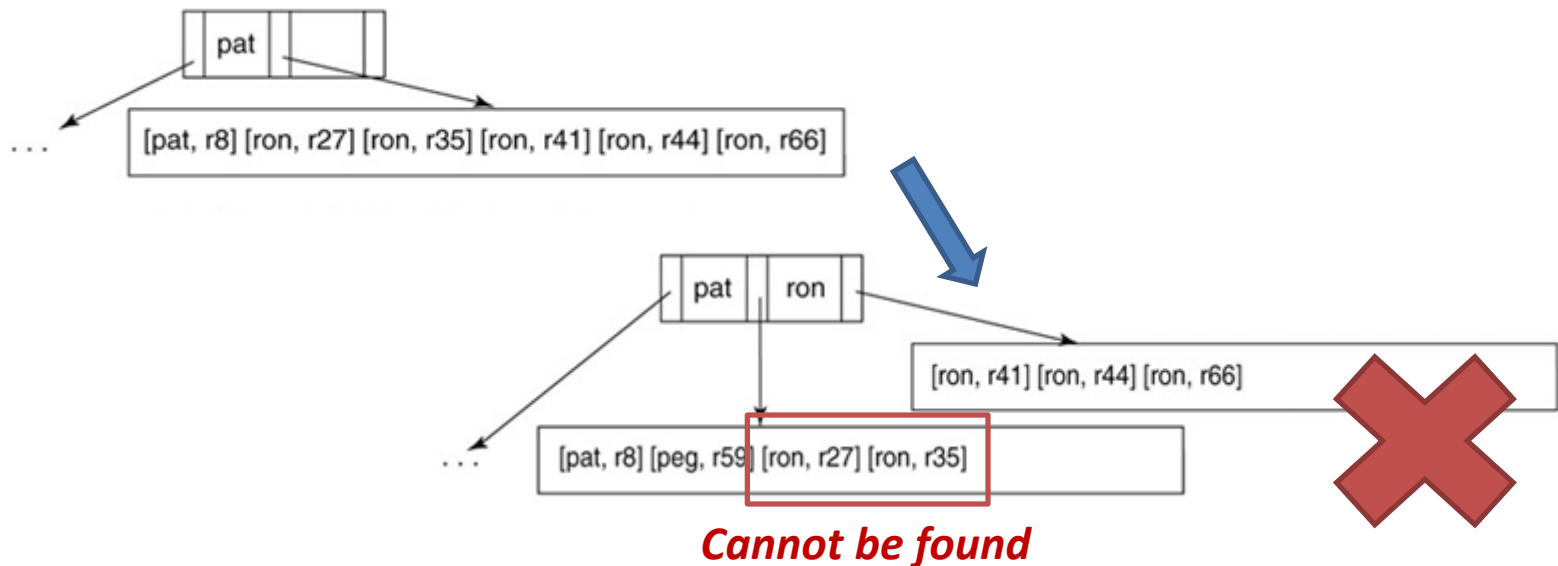 pat
...
[pat, r8] [ron, r27] [ron, r35] [ron, r41] [ron, r44] [ron, r66]
pat ron
[ron, r41] [ron, r44] [ron, r66]
...
[pat, r8] [peg, r59] [ron, r27] [ron, r35]
Cannot be found